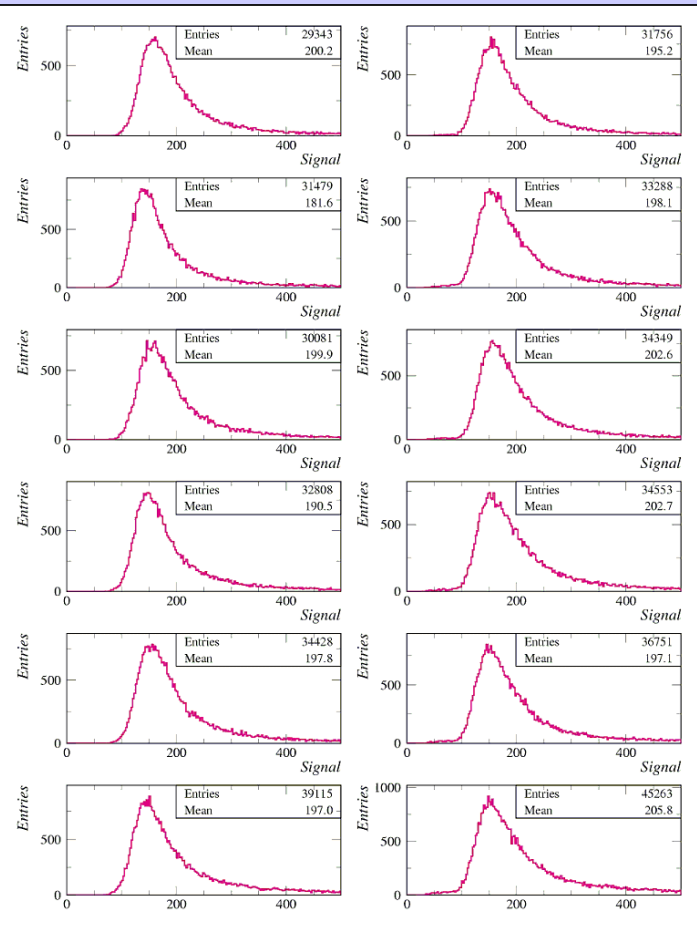 Entries
500
0
0 200 400
Signal
Entries 29343
Mean 200.2
Entries
500
0
0 200 400
Signal
Entries 31756
Mean 195.2
Entries
500
0
0 200 400
Signal
Entries 31479
Mean 181.6
Entries
500
0
0 200 400
Signal
Entries 33288
Mean 198.1
Entries
500
0
0 200 400
Signal
Entries 30081
Mean 199.9
Entries
500
0
0 200 400
Signal
Entries 34349
Mean 202.6
Entries
500
0
0 200 400
Signal
Entries 32808
Mean 190.5
Entries
500
0
0 200 400
Signal
Entries 34553
Mean 202.7
Entries
500
0
0 200 400
Signal
Entries 34428
Mean 197.8
Entries
500
0
0 200 400
Signal
Entries 36751
Mean 197.1
Entries
500
0
0 200 400
Signal
Entries 39115
Mean 197.0
Entries
1000
500
0
0 200 400
Signal
Entries 45263
Mean 205.8